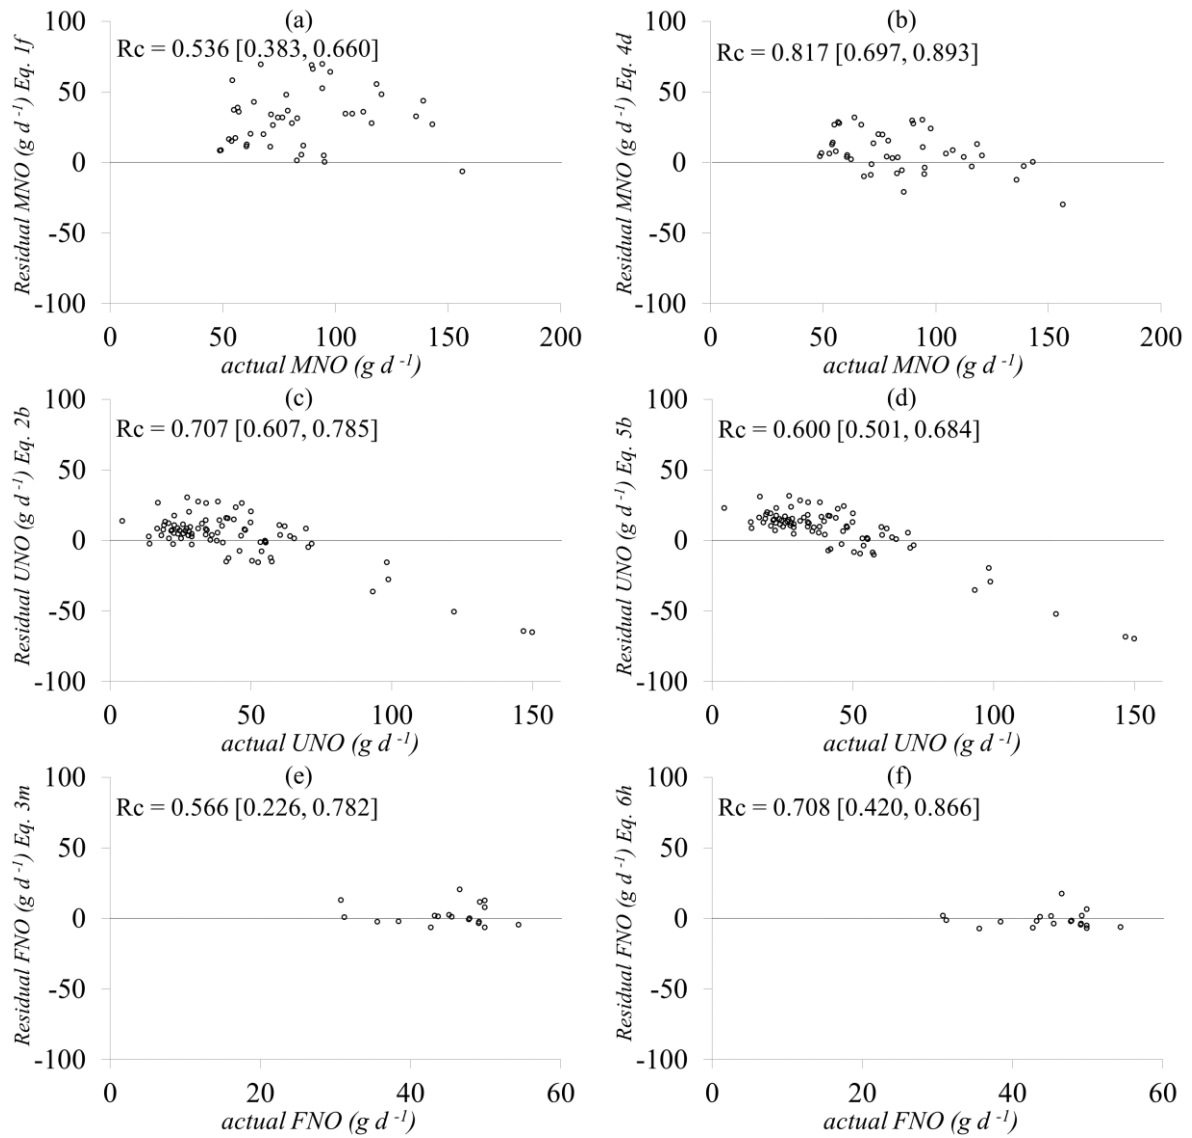 (a)
Rc = 0.536 [0.383, 0.660]
Residual MNO (g d -1) Eq. 1f
100
50
0
-50
-100
0 50 100 150 200
actual MNO (g d -1)
(b)
Rc = 0.817 [0.697, 0.893]
Residual MNO (g d -1) Eq. 4d
100
50
0
-50
-100
0 50 100 150 200
actual MNO (g d -1)
(c)
Rc = 0.707 [0.607, 0.785]
Residual UNO (g d -1) Eq. 2b
100
50
0
-50
-100
0 50 100 150
actual UNO (g d -1)
(d)
Rc = 0.600 [0.501, 0.684]
Residual UNO (g d -1) Eq. 5b
100
50
0
-50
-100
0 50 100 150
actual UNO (g d -1)
(e)
Rc = 0.566 [0.226, 0.782]
Residual FNO (g d -1) Eq. 3m
100
50
0
-50
-100
0 20 40 60
actual FNO (g d -1)
(f)
Rc = 0.708 [0.420, 0.866]
Residual FNO (g d -1) Eq. 6h
100
50
0
-50
-100
0 20 40 60
actual FNO (g d -1)